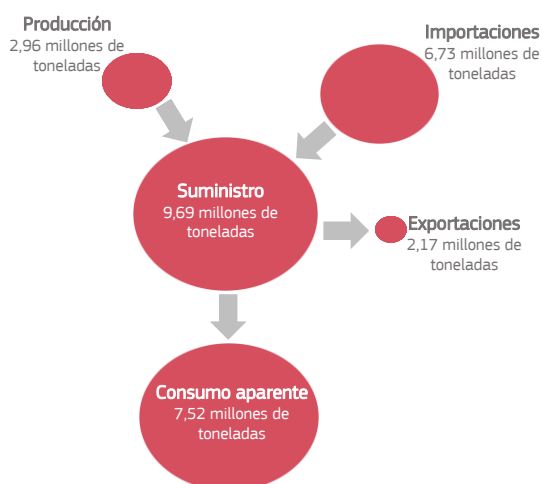 Producción
2,96 millones de
toneladas
Importaciones
6,73 millones de
toneladas
Suministro
9,69 millones de
toneladas
Exportaciones
2,17 millones de
toneladas
Consumo aparente
7,52 millones de
toneladas